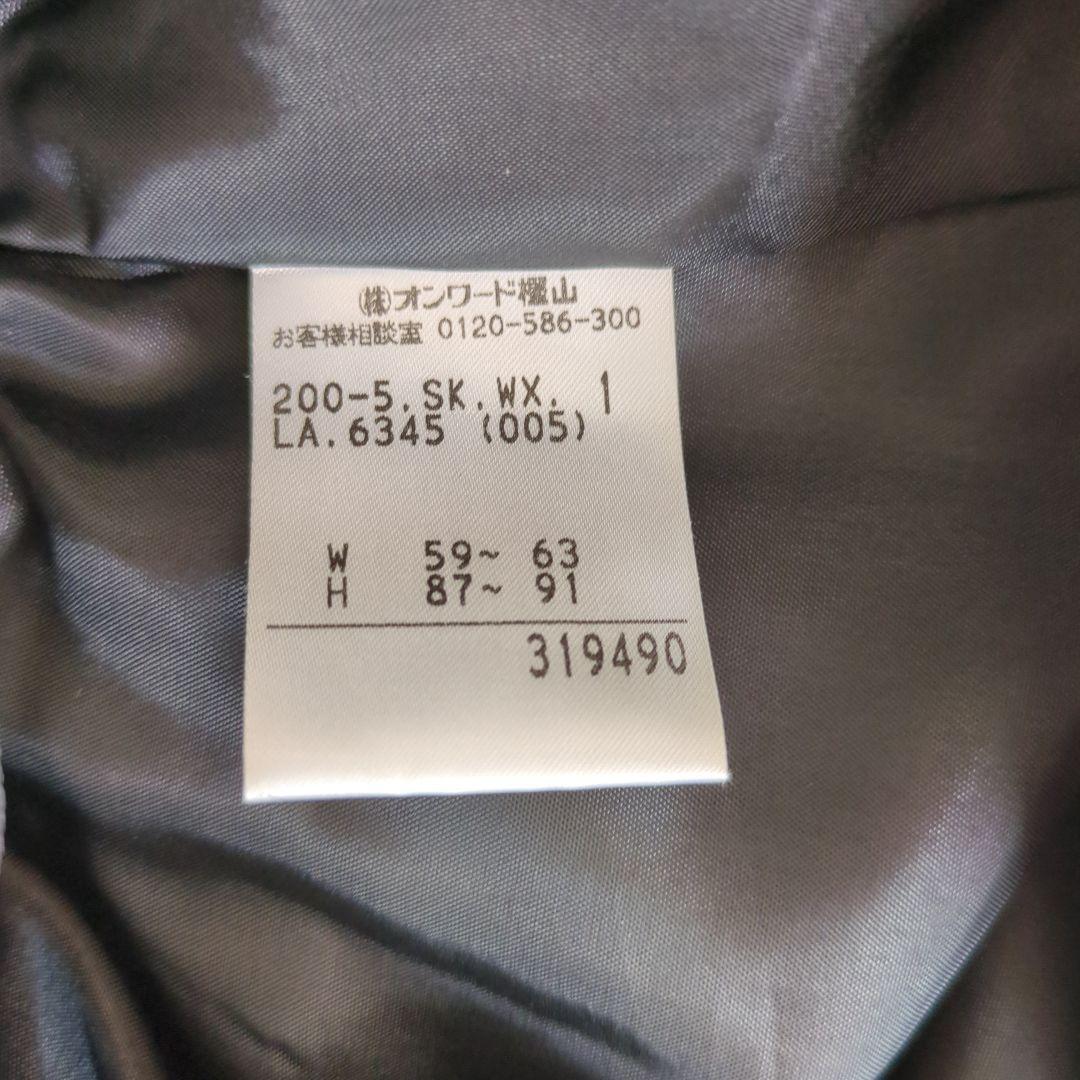 (株)オンワード樫山
お客様相談室 0120-586-300
200-5.SK.WX. 1
LA.6345 (005)
W 59~ 63
H 87~ 91
319490